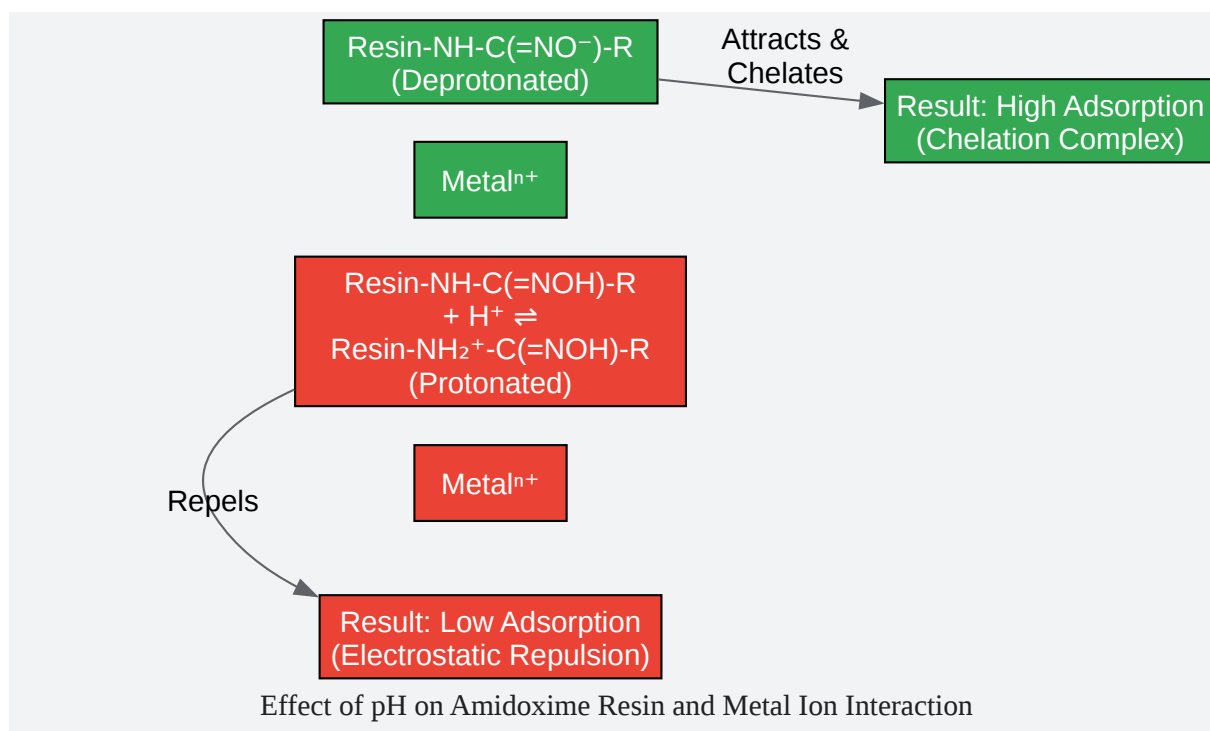 Resin-NH-C(=NO⁻)-R
(Deprotonated)
Attracts &
Chelates
Result: High Adsorption
(Chelation Complex)
Metalⁿ⁺
Resin-NH-C(=NOH)-R
+ H⁺ ⇌
Resin-NH₂⁺-C(=NOH)-R
(Protonated)
Metalⁿ⁺
Repels
Result: Low Adsorption
(Electrostatic Repulsion)
Effect of pH on Amidoxime Resin and Metal Ion Interaction